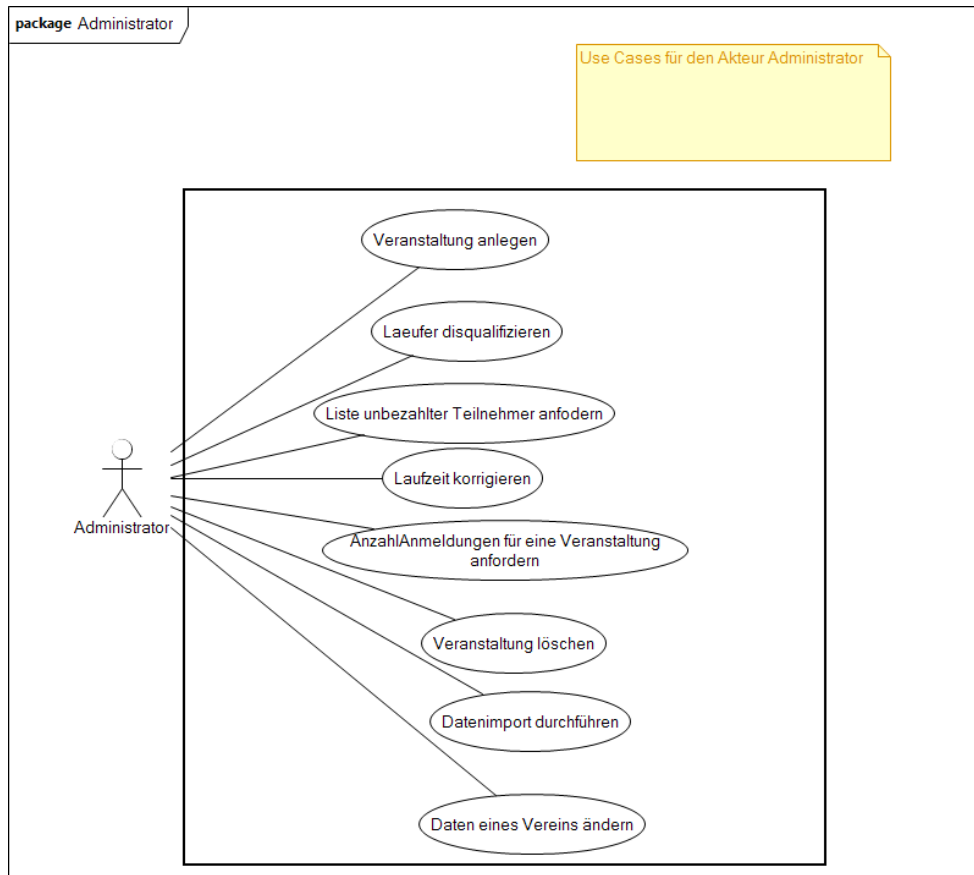 package Administrator
Use Cases für den Akteur Administrator
Veranstaltung anlegen
Laeufer disqualifizieren
Liste unbezahlter Teilnehmer anfodern
Laufzeit korrigieren
Administrator
AnzahlAnmeldungen für eine Veranstaltung
anfordern
Veranstaltung löschen
Datenimport durchführen
Daten eines Vereins ändern